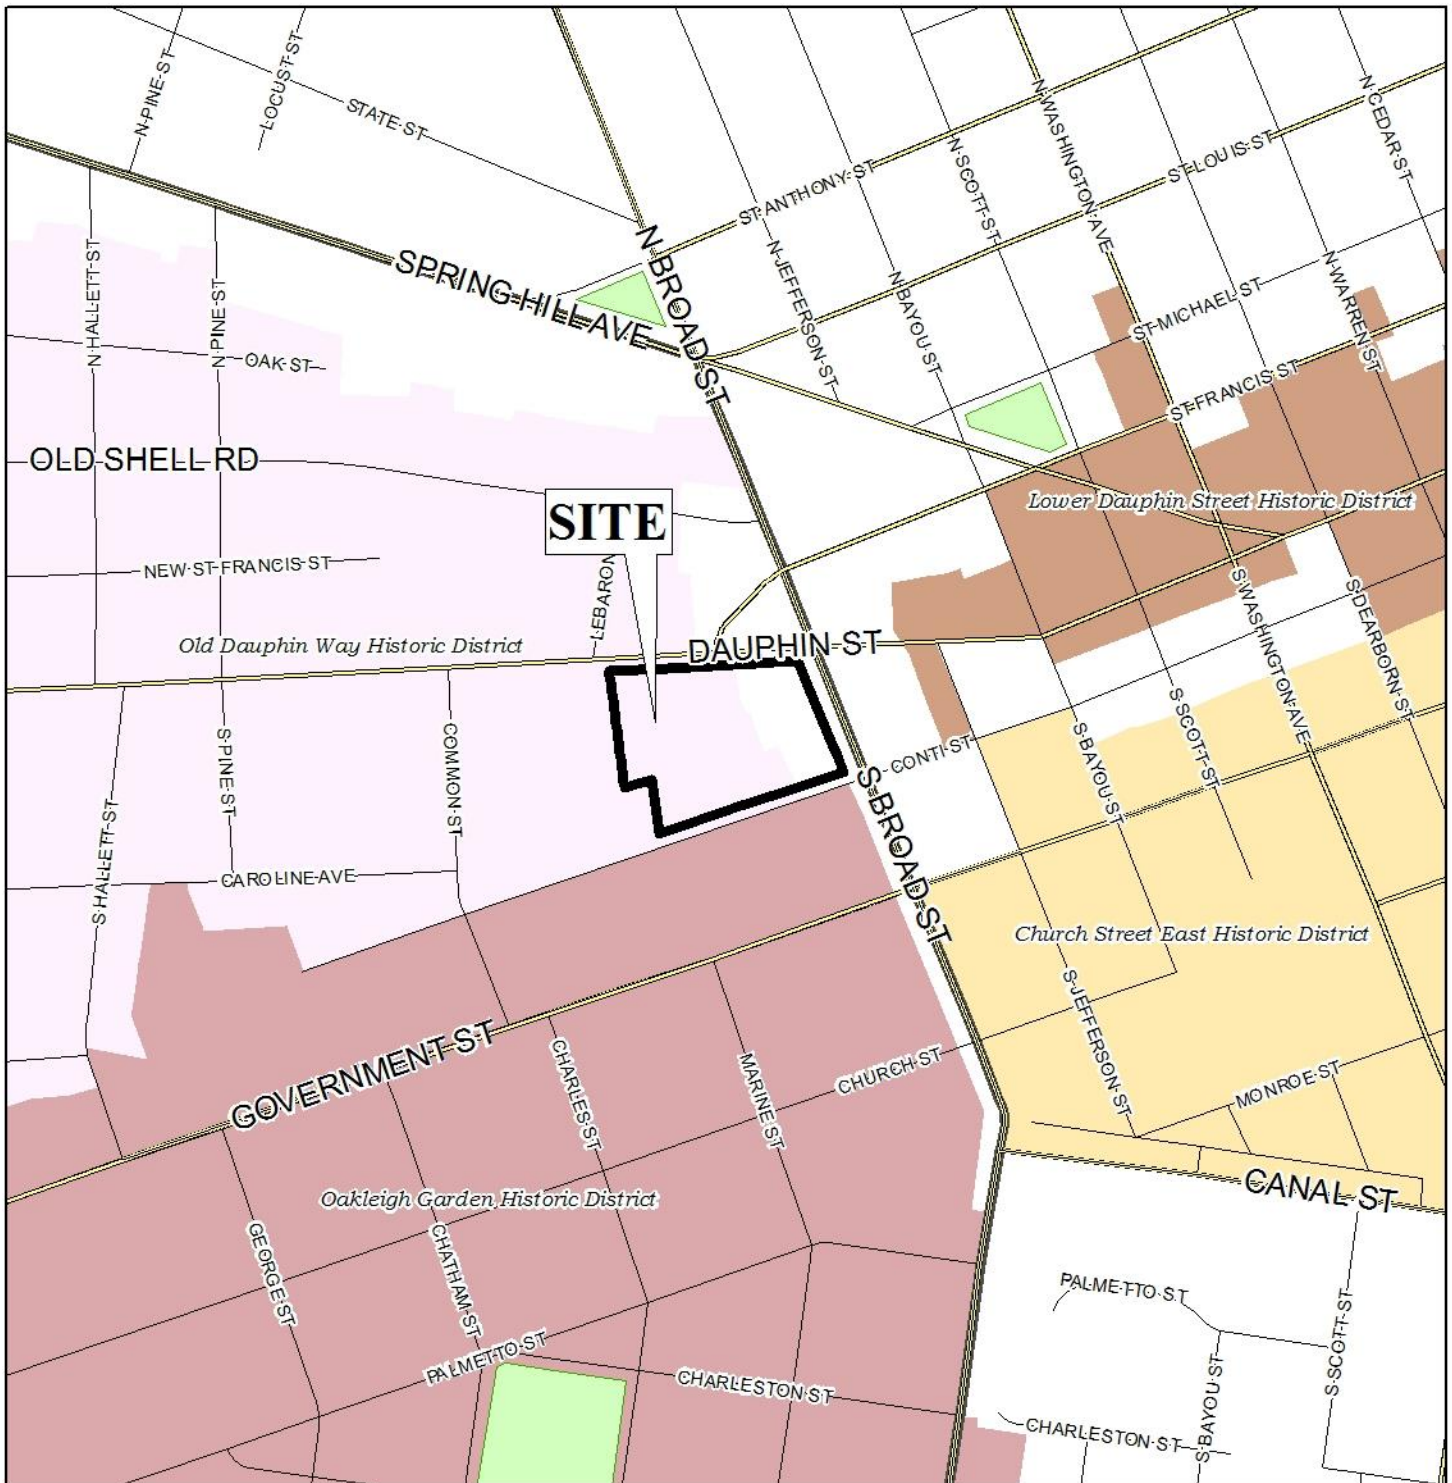 N PINE ST
LOCUST ST
STATE ST
N WASHINGTON AVE
N CEDAR ST
N SCOTT ST
ST LOUIS ST
ST ANTHONY ST
N HALLETT ST
N PINE ST
SPRING HILL AVE
N BROAD ST
N JEFFERSON ST
N BAYOU ST
ST MICHAEL ST
N WARREN ST
OAK ST
ST FRANCIS ST
OLD SHELL RD
SITE
Lower Dauphin Street Historic District
NEW ST FRANCIS ST
LEBARON
Old Dauphin Way Historic District
DAUPHIN ST
S WASHINGTON AVE
S DEARBORN ST
S PINE ST
COMMON ST
CONTI ST
S BAYOU ST
S SCOTT ST
S HALLETT ST
CAROLINE AVE
S BROAD ST
Church Street East Historic District
S JEFFERSON ST
GOVERNMENT ST
CHARLES ST
MARINE ST
CHURCH ST
MONROE ST
Oakleigh Garden Historic District
CANAL ST
GEORGE ST
CHATHAM ST
PALMETTO ST
PALMETTO ST
CHARLESTON ST
S SCOTT ST
S BAYOU ST
CHARLESTON ST